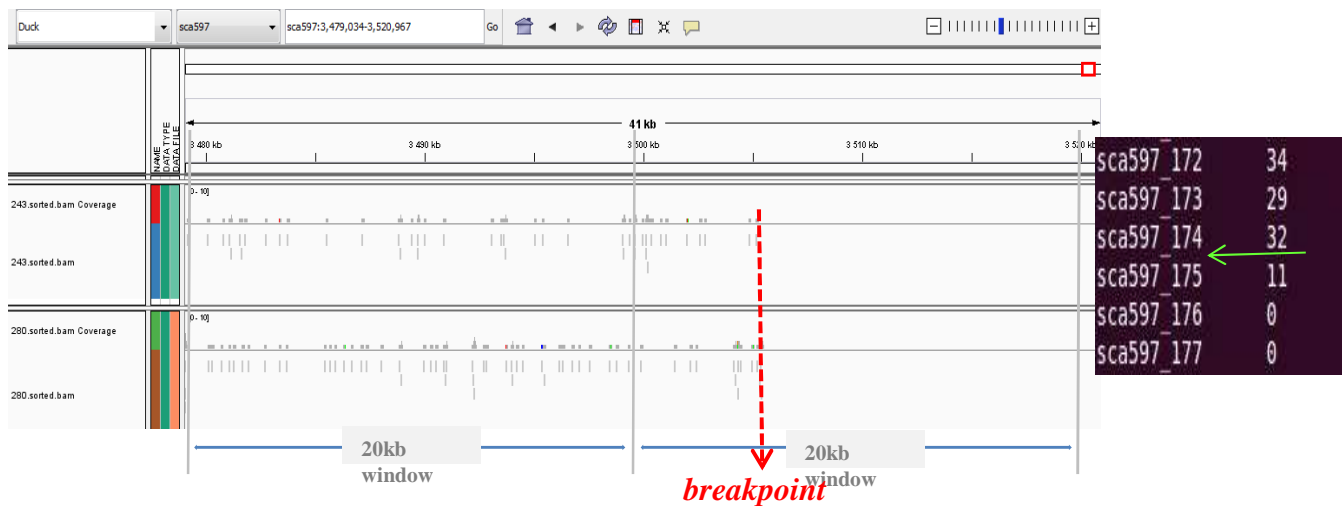 Duck
sca597
sca597:3,479,034-3,520,967
Go
NAME
DATA TYPE
DATA FILE
41 kb
3 480 kb
3 490 kb
3 500 kb
3 510 kb
3 520 kb
243.sorted.bam Coverage
[0 - 10]
243.sorted.bam
280.sorted.bam Coverage
[0 - 10]
280.sorted.bam
20kb
window
20kb
window
breakpoint
sca597_172 34
sca597_173 29
sca597_174 32
sca597_175 11
sca597_176 0
sca597_177 0